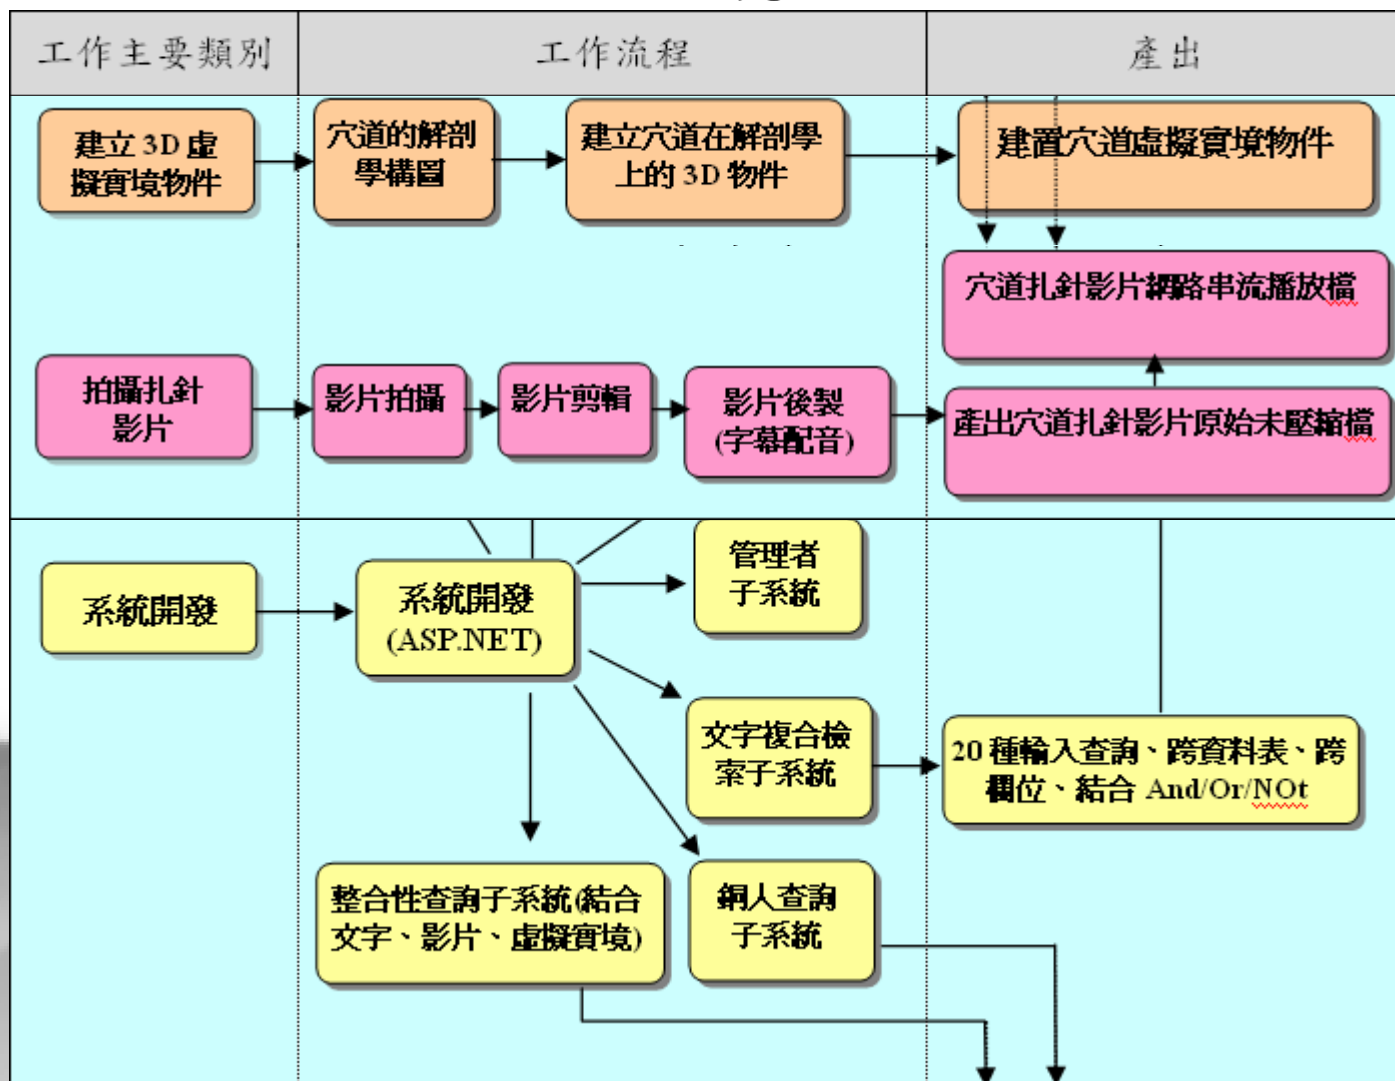 工作主要類別
工作流程
產出
建立 3D 虛
擬實境物件
穴道的解剖
學構圖
建立穴道在解剖學
上的 3D 物件
建置穴道虛擬實境物件
穴道扎針影片網路串流播放檔
拍攝扎針
影片
影片拍攝
影片剪輯
影片後製
(字幕配音)
產出穴道扎針影片原始未壓縮檔
系統開發
系統開發
(ASP.NET)
管理者
子系統
文字複合檢
索子系統
20 種輸入查詢、跨資料表、跨
欄位、結合 And/Or/NOt
整合性查詢子系統(結合
文字、影片、虛擬實境)
銅人查詢
子系統